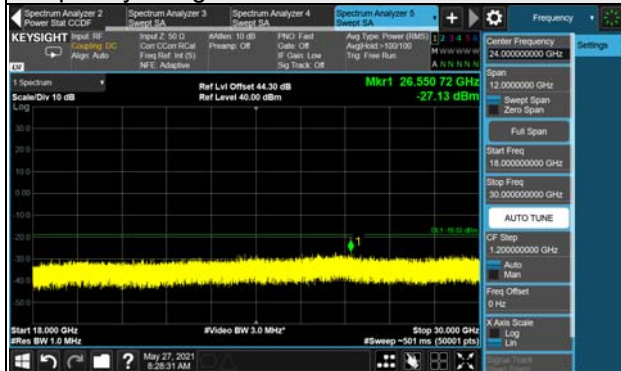 Spectrum Analyzer 2
Power Stat CCDF
Spectrum Analyzer 3
Swept SA
Spectrum Analyzer 4
Swept SA
Spectrum Analyzer 5
Swept SA
Frequency
KEYSIGHT
Input: RF
Coupling: DC
Align: Auto
Input Z: 50 Ω
Corr CCorr RCal
Freq Ref: Int (S)
NFE: Adaptive
#Atten: 10 dB
Preamp: Off
PNO: Fast
Gate: Off
IF Gain: Low
Sig Track: Off
Avg Type: Power (RMS)
Avg|Hold >100/100
Trig: Free Run
1 2 3 4 5 6
M W W W W W
A N N N N N
LV
1 Spectrum
Scale/Div 10 dB
Log
Ref Lvl Offset 44.30 dB
Ref Level 40.00 dBm
Mkr1 26.550 72 GHz
-27.13 dBm
30.0
20.0
10.0
0.00
-10.0
-20.0
-30.0
-40.0
-50.0
1
Start 18.000 GHz
#Res BW 1.0 MHz
#Video BW 3.0 MHz*
Stop 30.000 GHz
#Sweep ~501 ms (50001 pts)
May 27, 2021
8:28:31 AM
Center Frequency
24.000000000 GHz
Settings
Span
12.0000000 GHz
Swept Span
Zero Span
Full Span
Start Freq
18.000000000 GHz
Stop Freq
30.000000000 GHz
AUTO TUNE
CF Step
1.200000000 GHz
Auto
Man
Freq Offset
0 Hz
X Axis Scale
Log
Lin
Signal Track